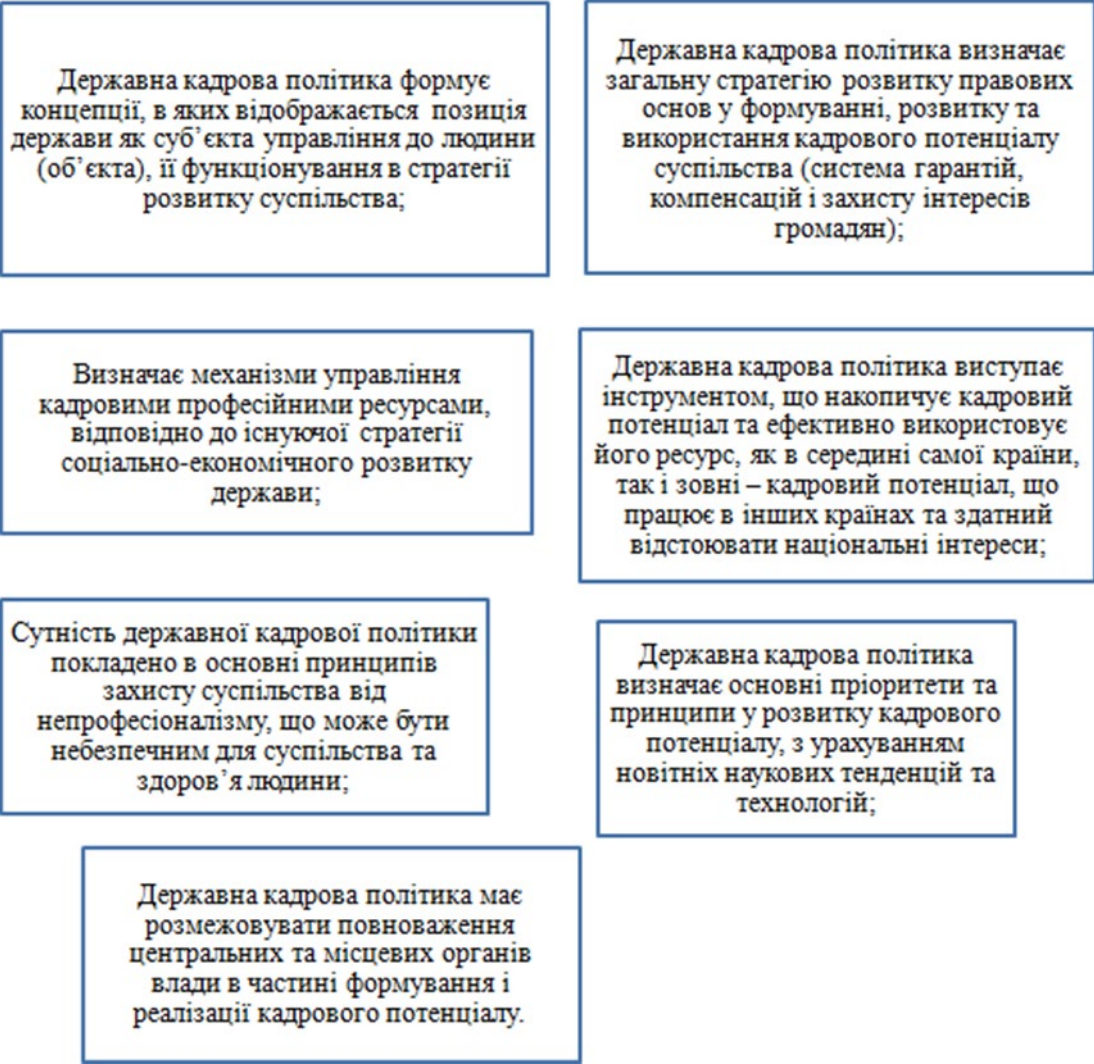 Державна кадрова політика формує
концепції, в яких відображається позиція
держави як суб’єкта управління до людини
(об’єкта), її функціонування в стратегії
розвитку суспільства;
Державна кадрова політика визначає
загальну стратегію розвитку правових
основ у формуванні, розвитку та
використання кадрового потенціалу
суспільства (система гарантій,
компенсацій і захисту інтересів
громадян);
Визначає механізми управління
кадровими професійними ресурсами,
відповідно до існуючої стратегії
соціально-економічного розвитку
держави;
Державна кадрова політика виступає
інструментом, що накопичує кадровий
потенціал та ефективно використовує
його ресурс, як в середині самої країни,
так і зовні – кадровий потенціал, що
працює в інших країнах та здатний
відстоювати національні інтереси;
Сутність державної кадрової політики
покладено в основні принципів
захисту суспільства від
непрофесіоналізму, що може бути
небезпечним для суспільства та
здоров’я людини;
Державна кадрова політика
визначає основні пріоритети та
принципи у розвитку кадрового
потенціалу, з урахуванням
новітніх наукових тенденцій та
технологій;
Державна кадрова політика має
розмежовувати повноваження
центральних та місцевих органів
влади в частині формування і
реалізації кадрового потенціалу.